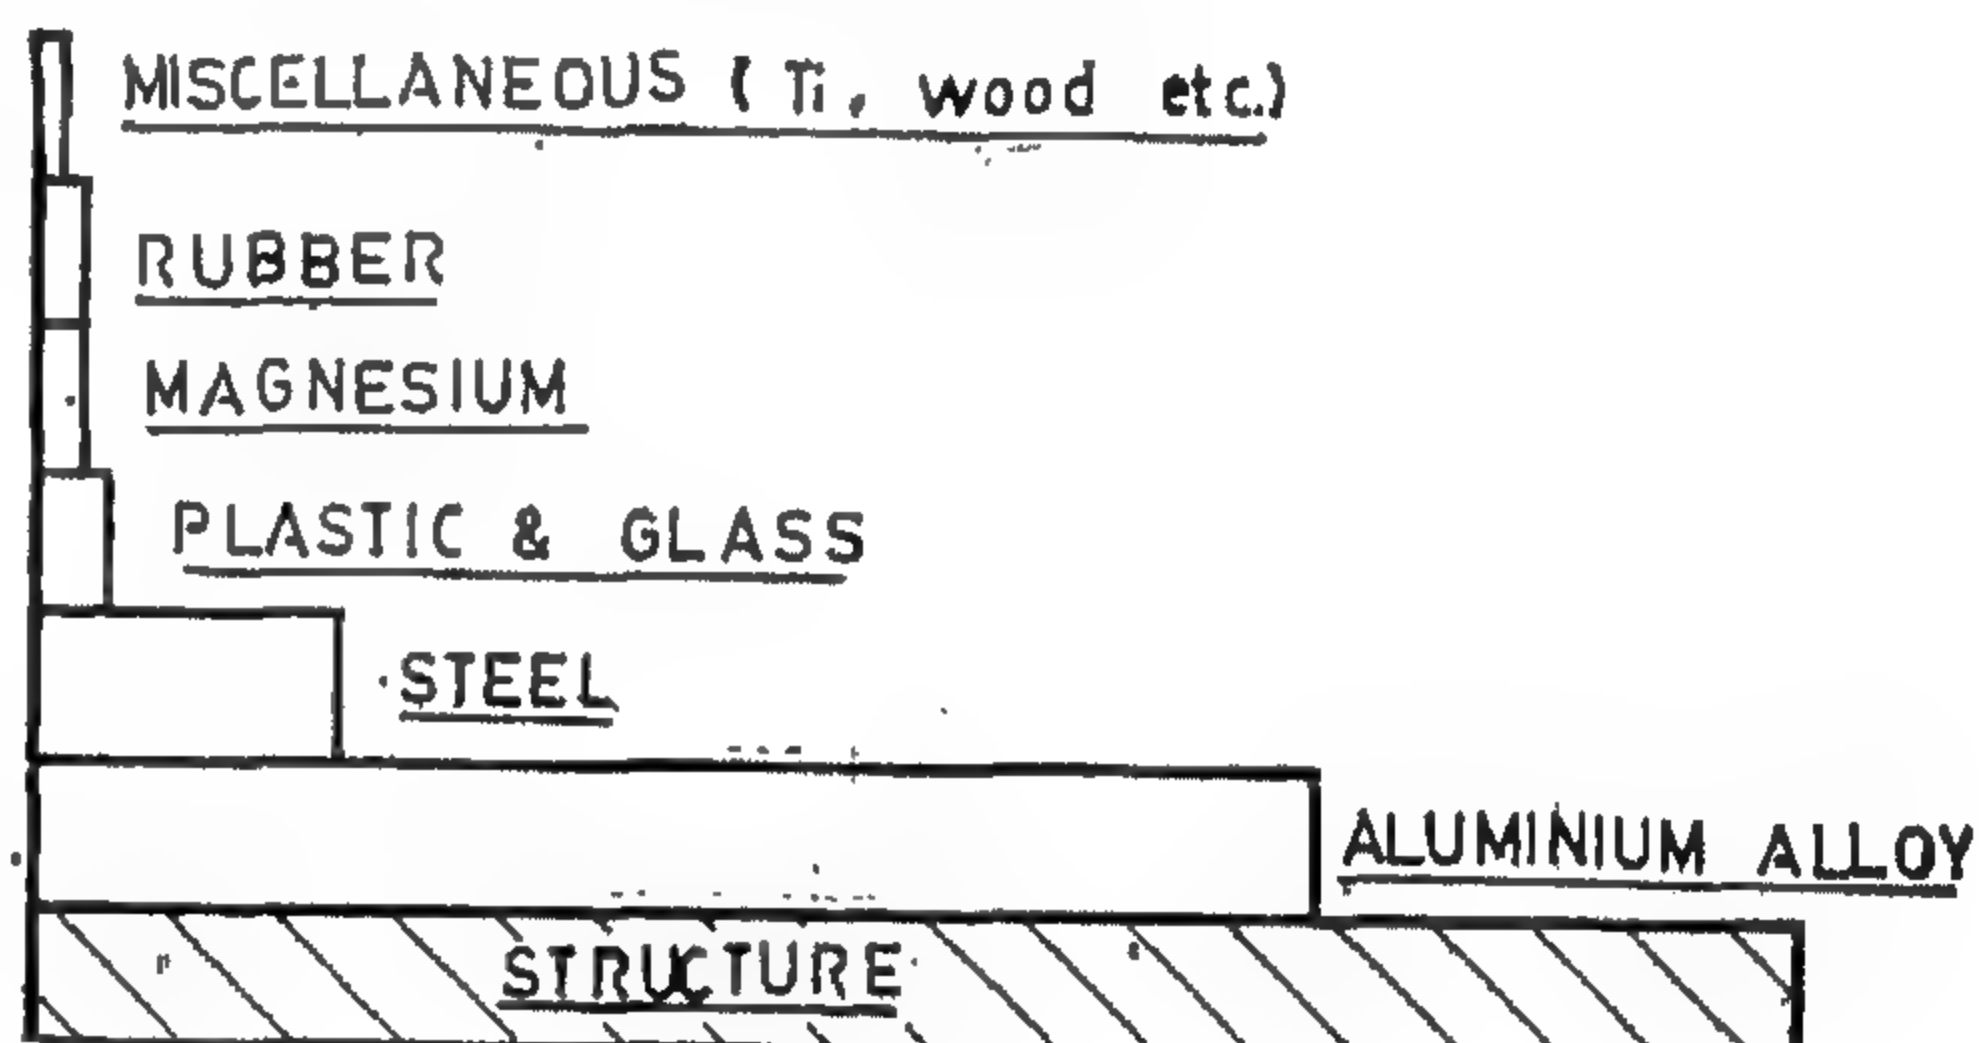 MISCELLANEOUS (Ti, wood etc.)
RUBBER
MAGNESIUM
PLASTIC & GLASS
STEEL
ALUMINIUM ALLOY
STRUCTURE